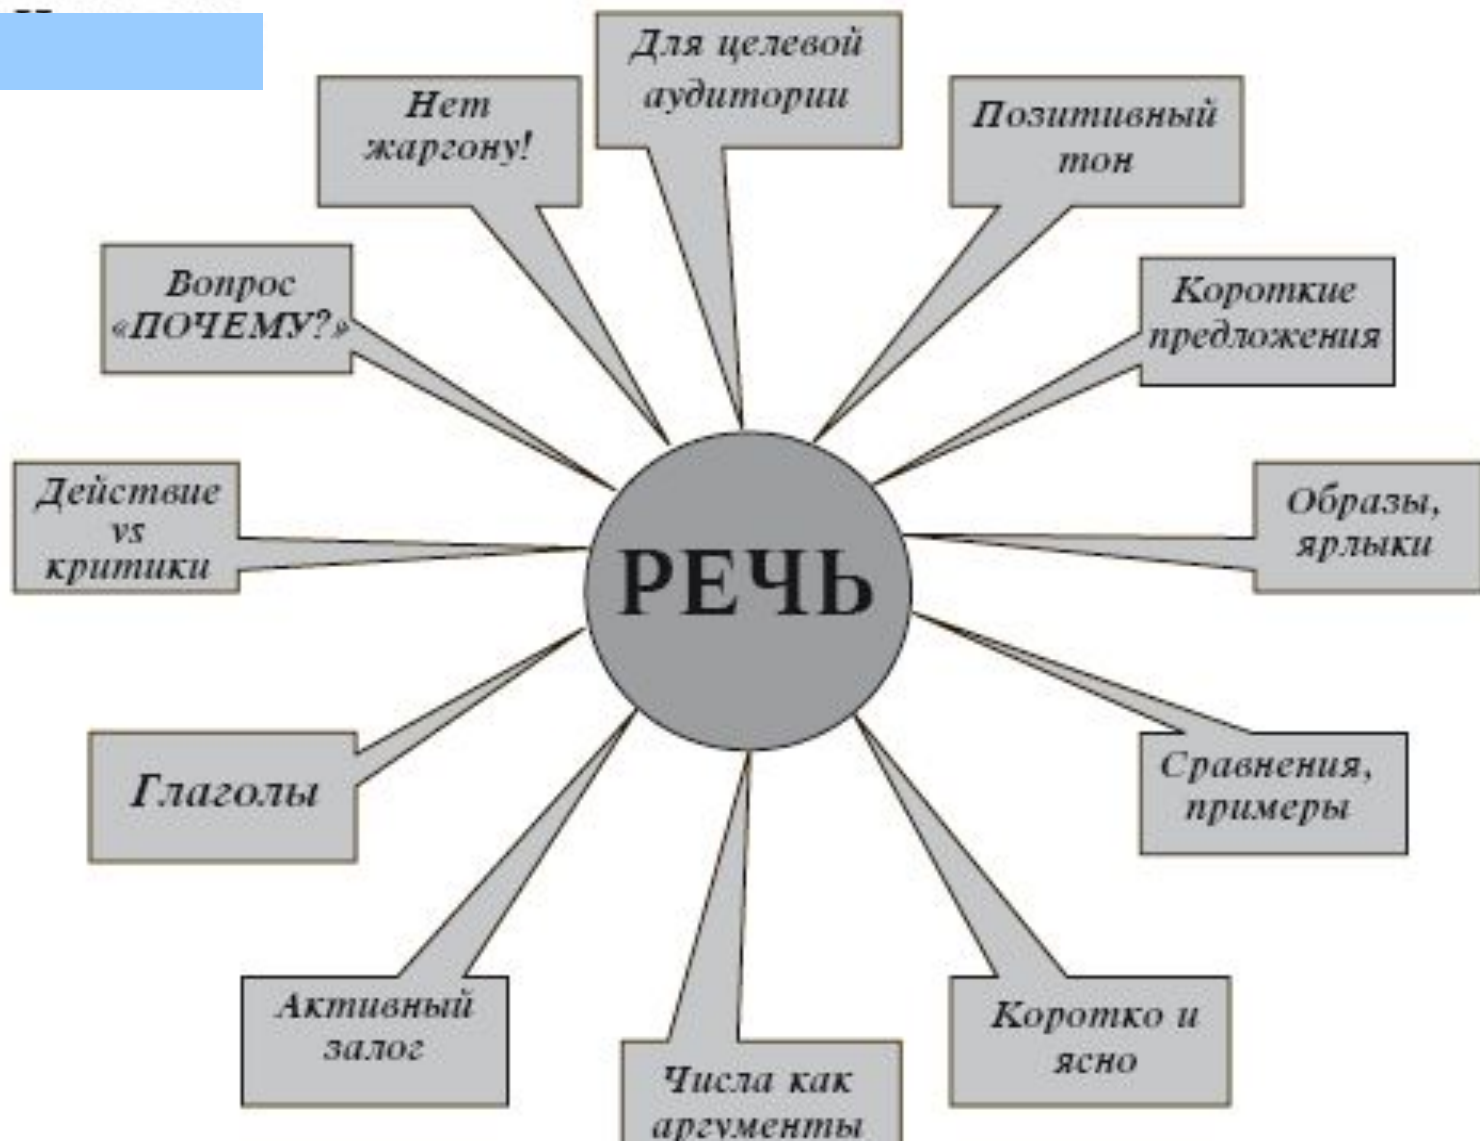 Для целевой
аудитории
Нет
жаргону!
Позитивный
тон
Вопрос
«ПОЧЕМУ?»
Короткие
предложения
Действие
vs
критики
Образы,
ярлыки
РЕЧЬ
Глаголы
Сравнения,
примеры
Активный
залог
Коротко и
ясно
Числа как
аргументы